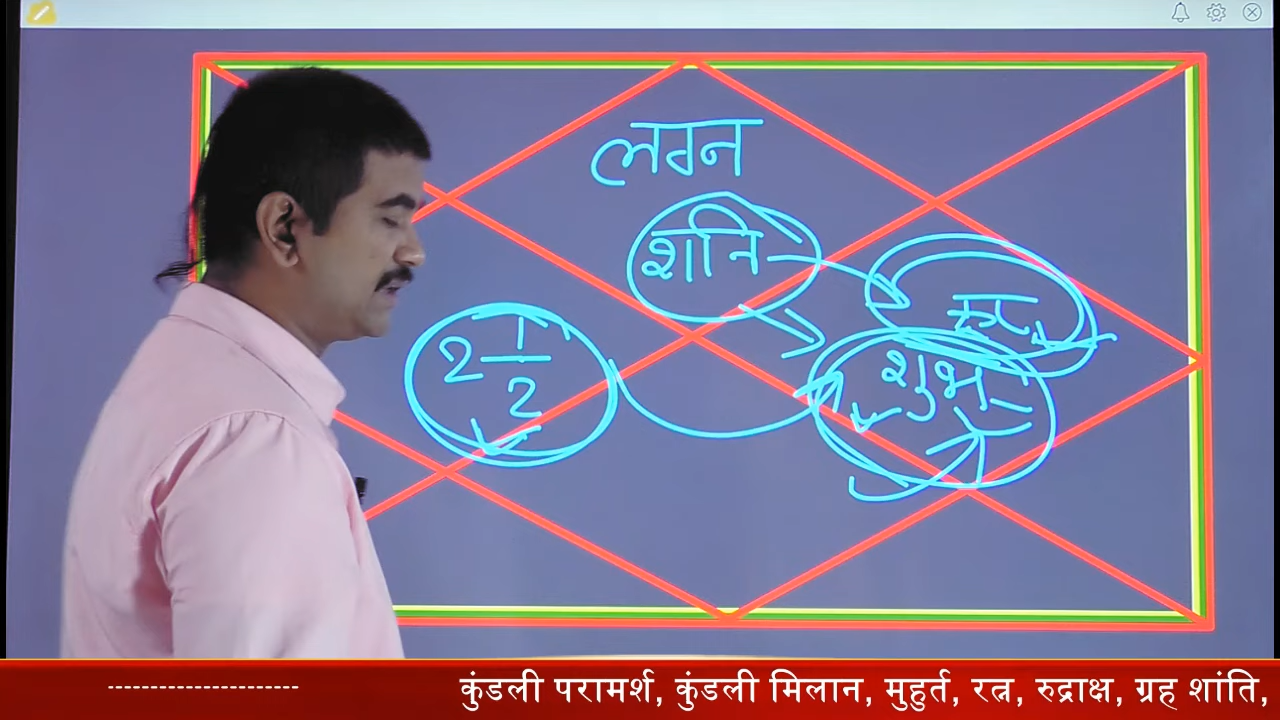 लग्न
शनि
2 1/2
शुभ
---------------------------
कुंडली परामर्श, कुंडली मिलान, मुहुर्त, रत्न, रुद्राक्ष, ग्रह शांति,